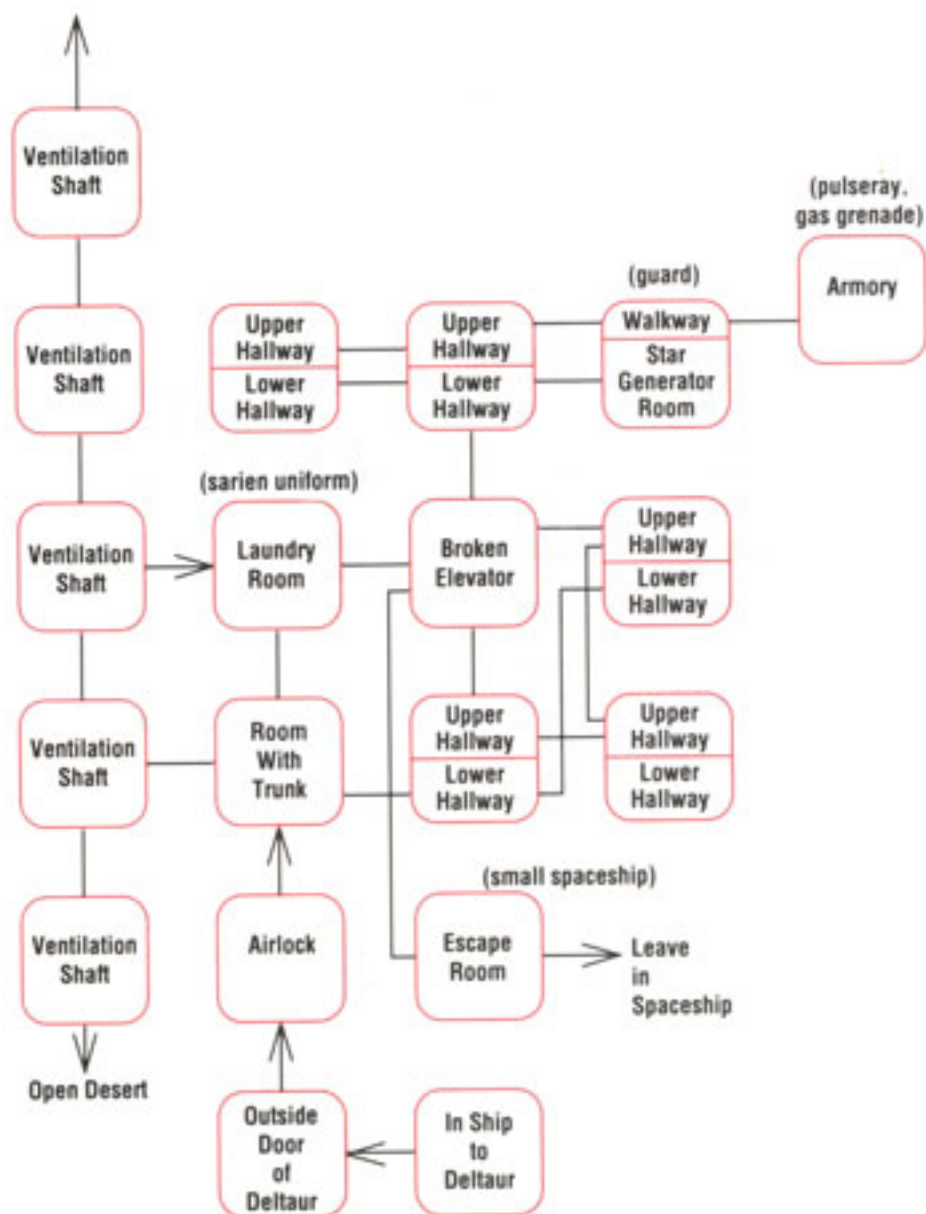 Ventilation
Shaft
(pulseray,
gas grenade)
Armory
(guard)
Upper
Hallway
Lower
Hallway
Upper
Hallway
Lower
Hallway
Walkway
Star
Generator
Room
Ventilation
Shaft
(sarien uniform)
Ventilation
Shaft
Laundry
Room
Broken
Elevator
Upper
Hallway
Lower
Hallway
Ventilation
Shaft
Room
With
Trunk
Upper
Hallway
Lower
Hallway
Upper
Hallway
Lower
Hallway
(small spaceship)
Ventilation
Shaft
Airlock
Escape
Room
Leave
in
Spaceship
Open Desert
Outside
Door
of
Deltaur
In Ship
to
Deltaur